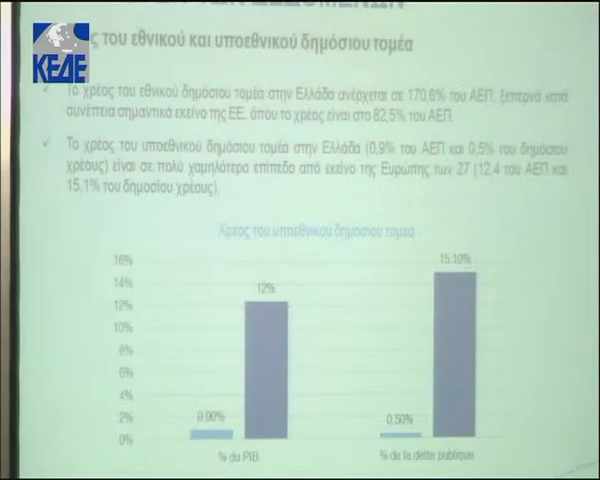 ΚΕΔΕ
ς του εθνικού και υποεθνικού δημόσιου τομέα
✓ Το χρέος του εθνικού δημόσιου τομέα στην Ελλάδα ανέρχεται σε 170,6% του ΑΕΠ, ξεπερνά κατά
συνέπεια σημαντικά εκείνο της ΕΕ, όπου το χρέος είναι στο 82,5% του ΑΕΠ.
✓ Το χρέος του υποεθνικού δημόσιου τομέα στην Ελλάδα (0,9% του ΑΕΠ και 0,5% του δημόσιου
χρέους) είναι σε πολύ χαμηλότερο επίπεδο από εκείνο της Ευρώπης των 27 (12,4 του ΑΕΠ και
15,1% του δημοσίου χρέους).
Χρέος του υποεθνικού δημόσιου τομέα
16%
14%
12%
10%
8%
6%
4%
2%
0%
0.90%
12%
0.50%
15.10%
% du PIB
% de la dette publique